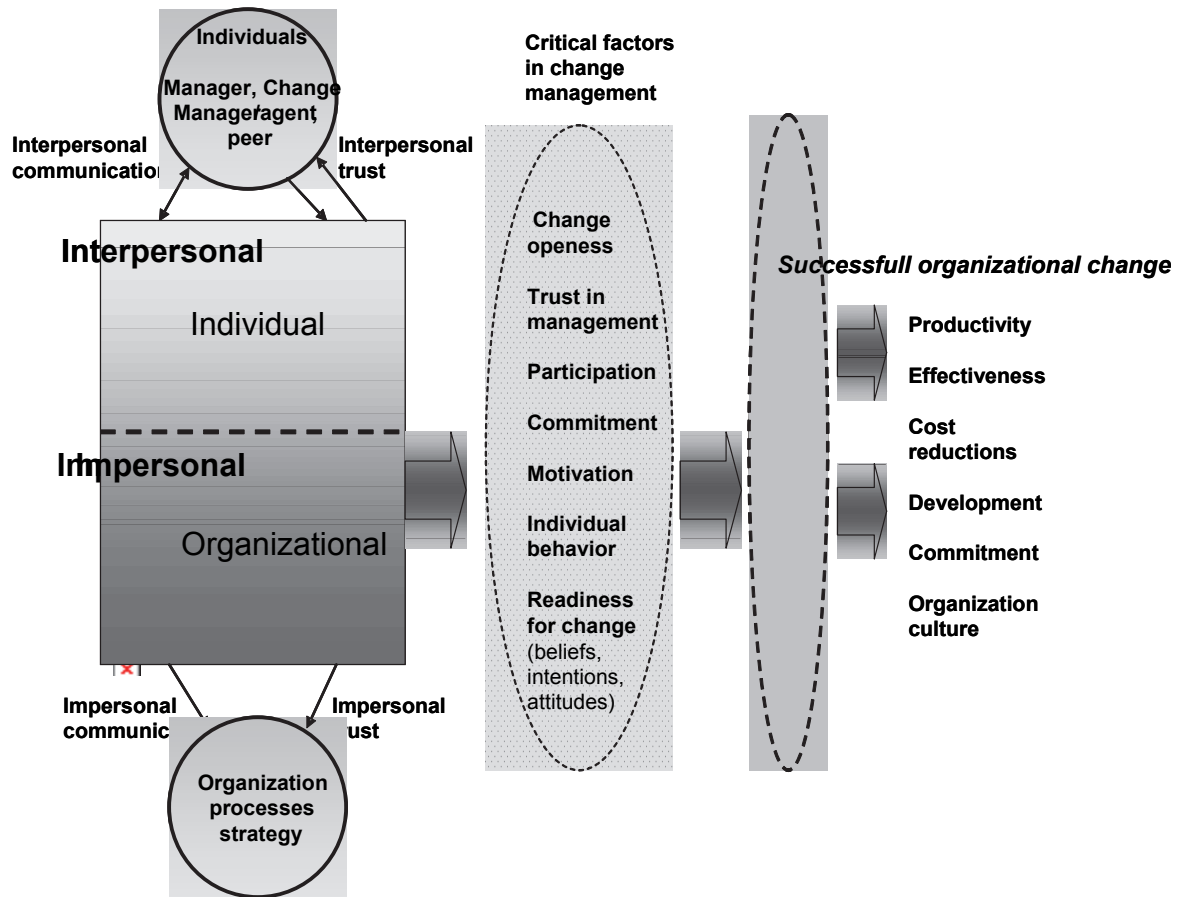 Individuals
Manager, Change
Manager/agent,
peer
Interpersonal
communication
Interpersonal
trust
Interpersonal
Individual
Impersonal
Organizational
Impersonal
communic
Impersonal
rust
Organization
processes
strategy
Critical factors
in change
management
Change
openess
Trust in
management
Participation
Commitment
Motivation
Individual
behavior
Readiness
for change
(beliefs,
intentions,
attitudes)
Successfull organizational change
Productivity
Effectiveness
Cost
reductions
Development
Commitment
Organization
culture